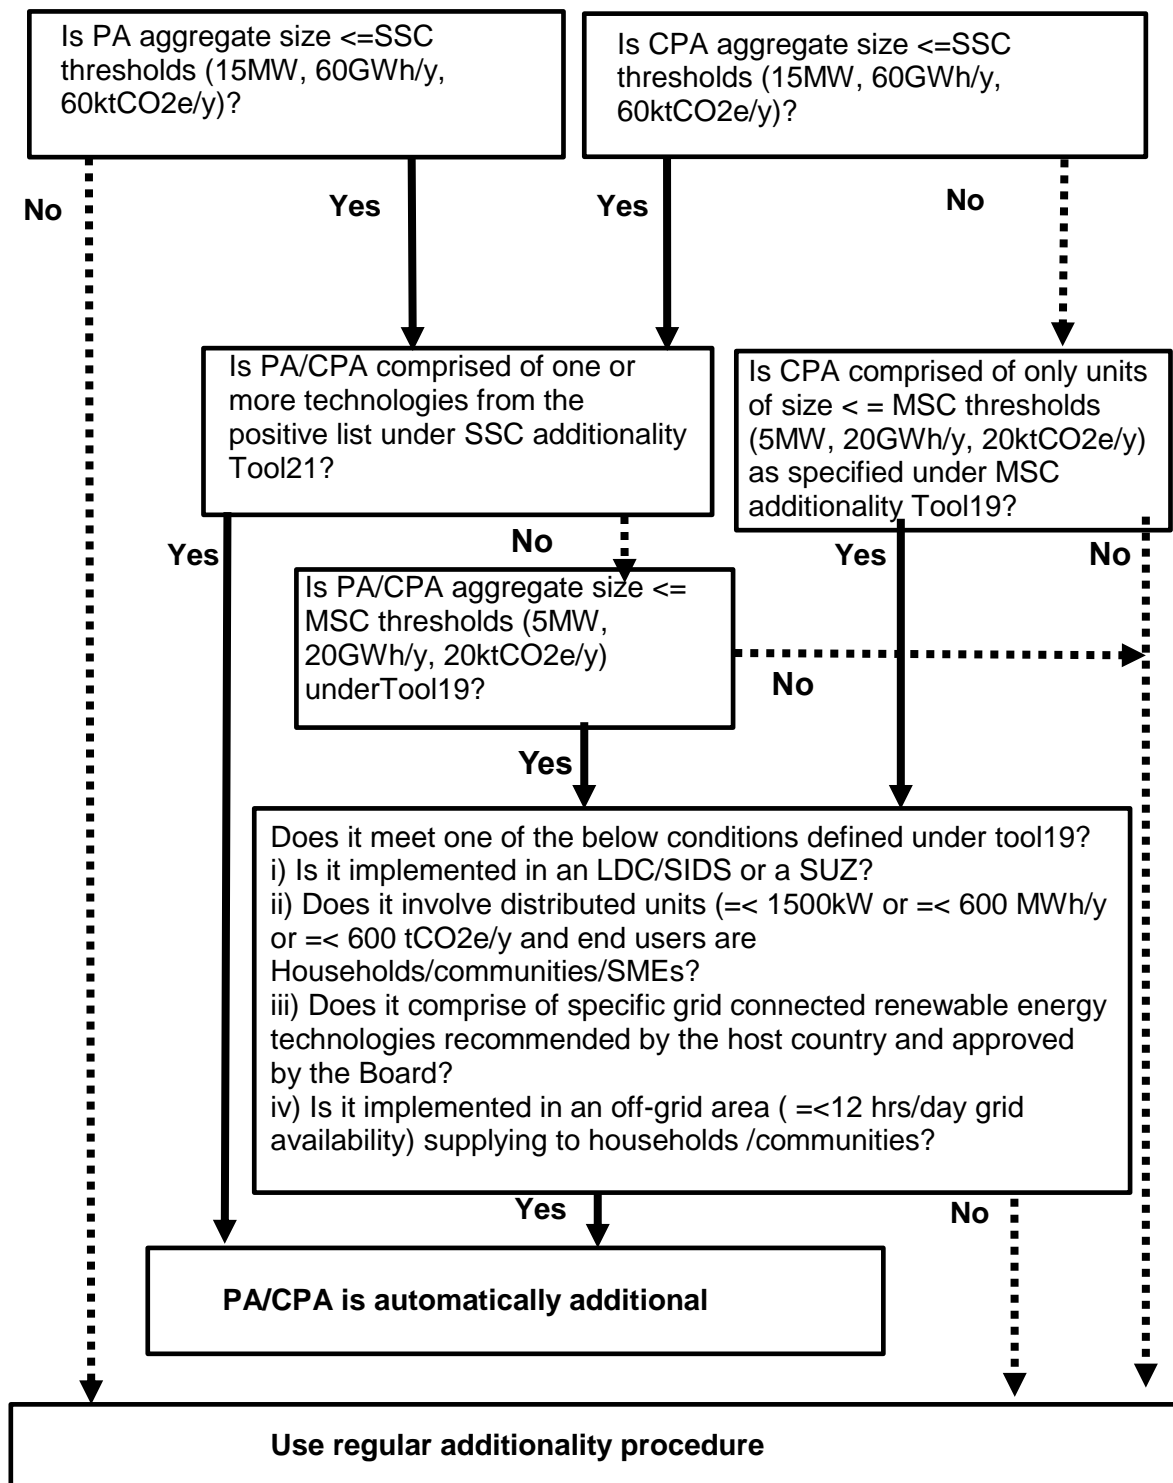 Is PA aggregate size <=SSC
thresholds (15MW, 60GWh/y,
60ktCO2e/y)?
Is CPA aggregate size <=SSC
thresholds (15MW, 60GWh/y,
60ktCO2e/y)?
No
Yes
Yes
No
Is PA/CPA comprised of one or
more technologies from the
positive list under SSC additionality
Tool21?
Is CPA comprised of only units
of size < = MSC thresholds
(5MW, 20GWh/y, 20ktCO2e/y)
as specified under MSC
additionality Tool19?
Yes
No
Yes
No
Is PA/CPA aggregate size <=
MSC thresholds (5MW,
20GWh/y, 20ktCO2e/y)
underTool19?
No
Yes
Does it meet one of the below conditions defined under tool19?
i) Is it implemented in an LDC/SIDS or a SUZ?
ii) Does it involve distributed units (=< 1500kW or =< 600 MWh/y
or =< 600 tCO2e/y and end users are
Households/communities/SMEs?
iii) Does it comprise of specific grid connected renewable energy
technologies recommended by the host country and approved
by the Board?
iv) Is it implemented in an off-grid area ( =<12 hrs/day grid
availability) supplying to households /communities?
Yes
No
PA/CPA is automatically additional
Use regular additionality procedure